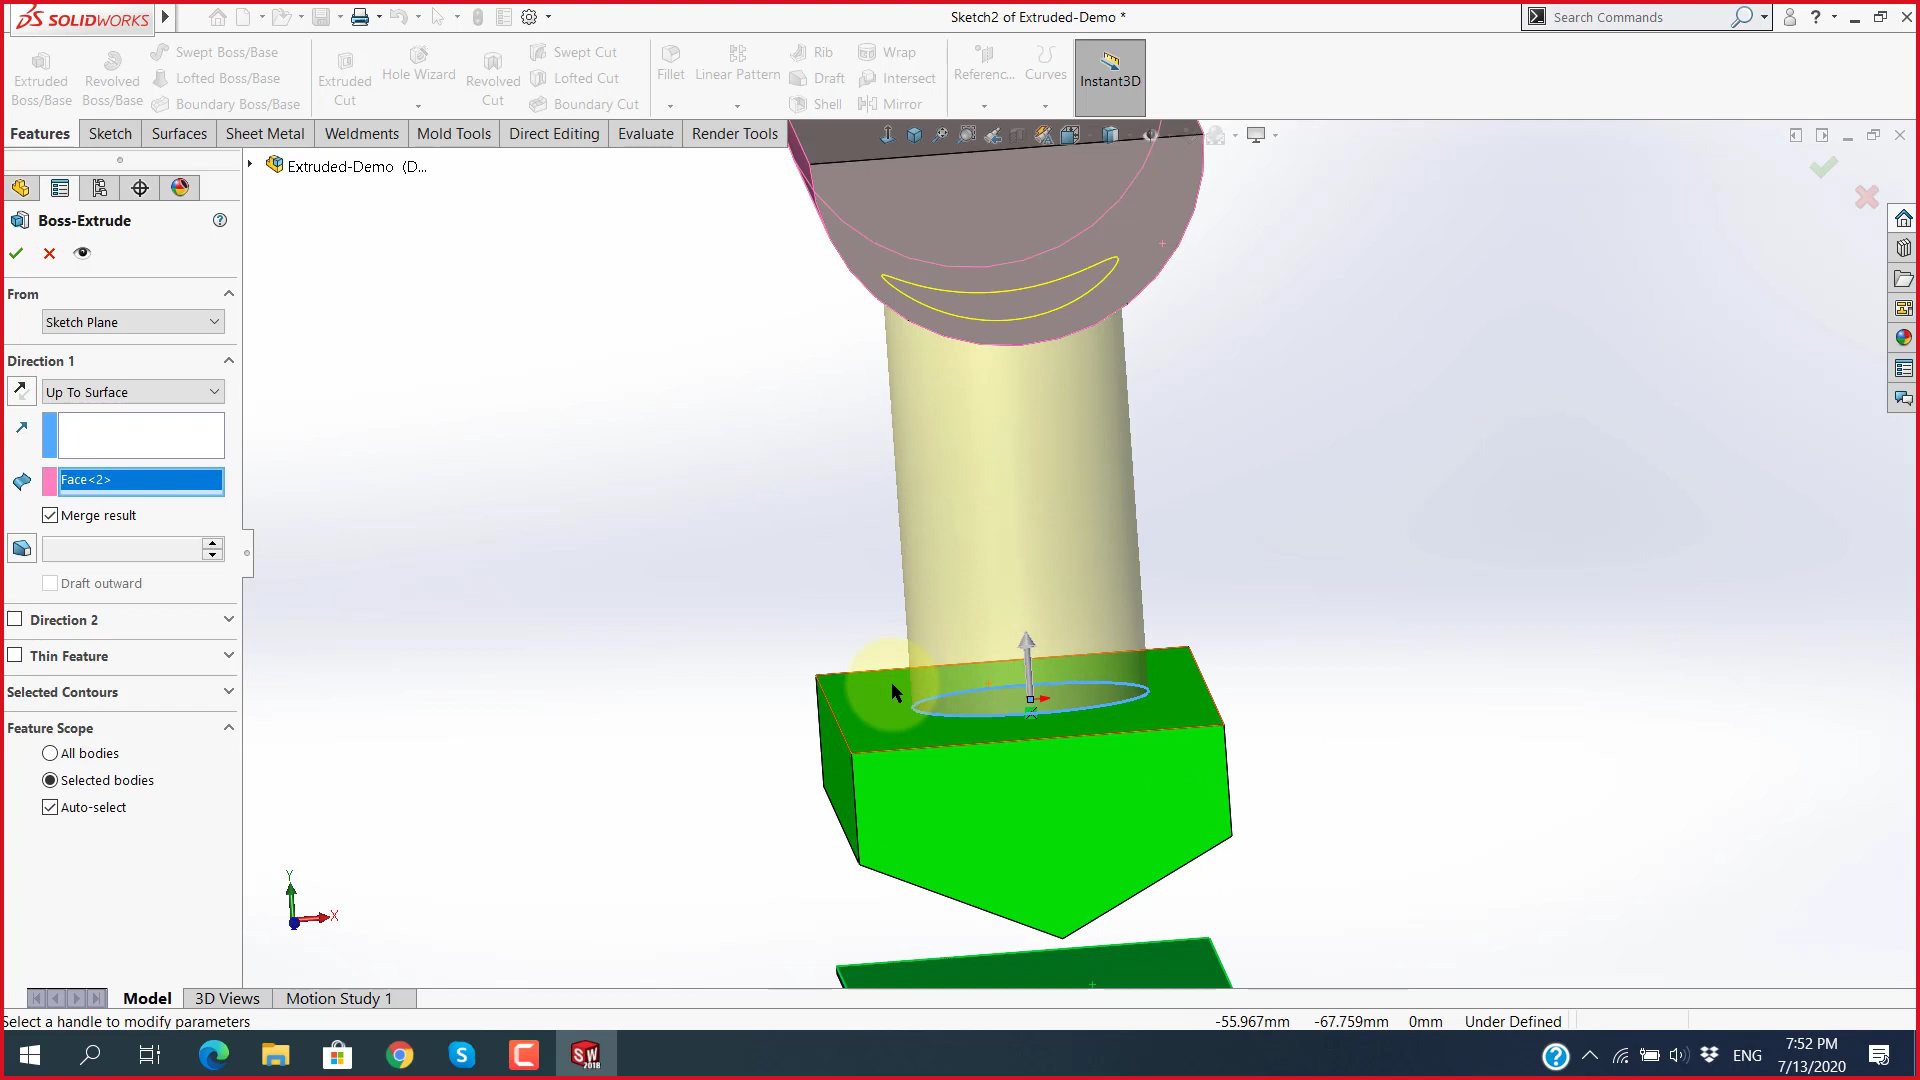 SOLIDWORKS
Sketch2 of Extruded-Demo *
Search Commands
?
Extruded Boss/Base
Revolved Boss/Base
Swept Boss/Base
Lofted Boss/Base
Boundary Boss/Base
Extruded Cut
Hole Wizard
Revolved Cut
Swept Cut
Lofted Cut
Boundary Cut
Fillet
Linear Pattern
Rib
Draft
Shell
Wrap
Intersect
Mirror
Referenc...
Curves
Instant3D
Features
Sketch
Surfaces
Sheet Metal
Weldments
Mold Tools
Direct Editing
Evaluate
Render Tools
Extruded-Demo (D...
Boss-Extrude
?
From
Sketch Plane
Direction 1
Up To Surface
Face<2>
Merge result
Draft outward
Direction 2
Thin Feature
Selected Contours
Feature Scope
All bodies
Selected bodies
Auto-select
Y
X
Model
3D Views
Motion Study 1
Select a handle to modify parameters
-55.967mm
-67.759mm
0mm
Under Defined
SW
2018
?
ENG
7:52 PM
7/13/2020